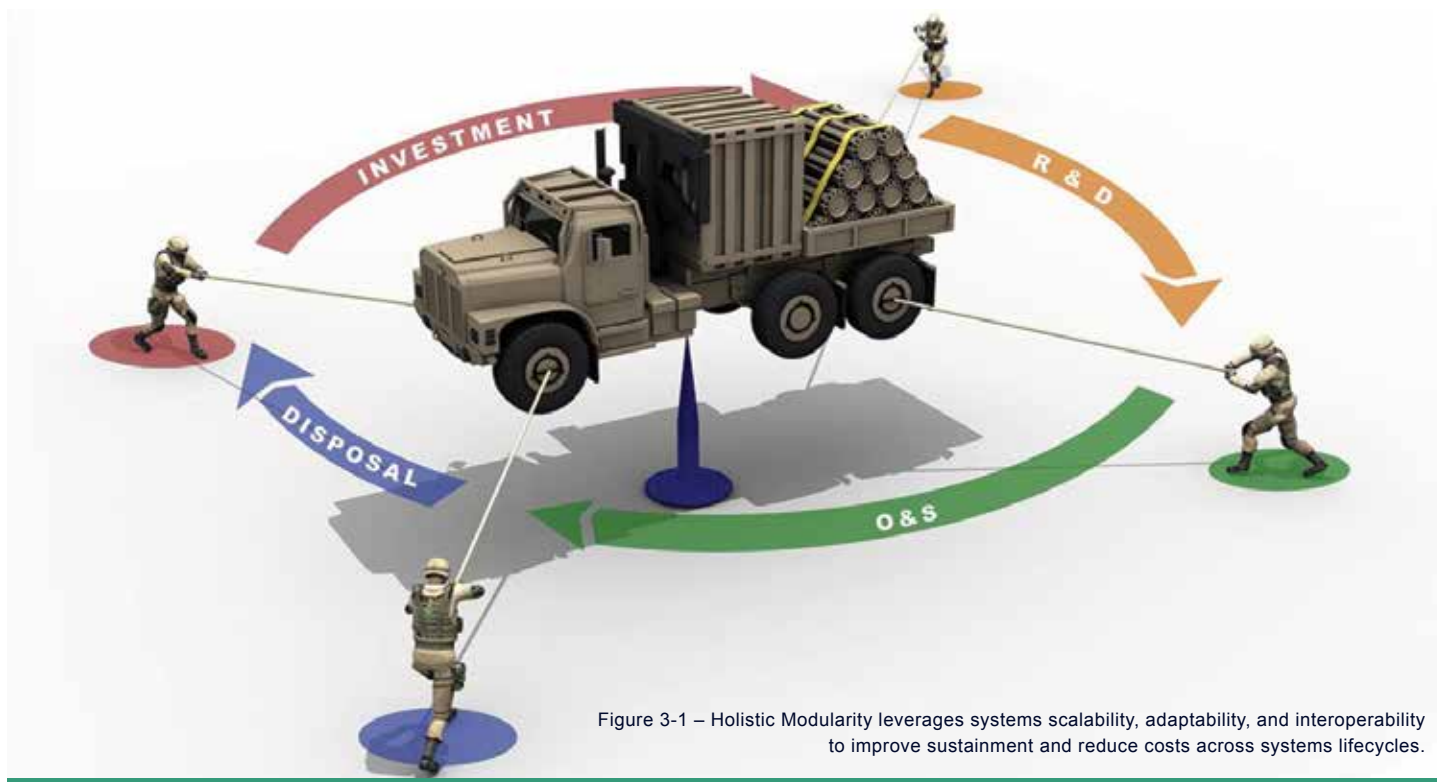 INVESTMENT
R & D
DISPOSAL
O&S
Figure 3-1 – Holistic Modularity leverages systems scalability, adaptability, and interoperability
to improve sustainment and reduce costs across systems lifecycles.